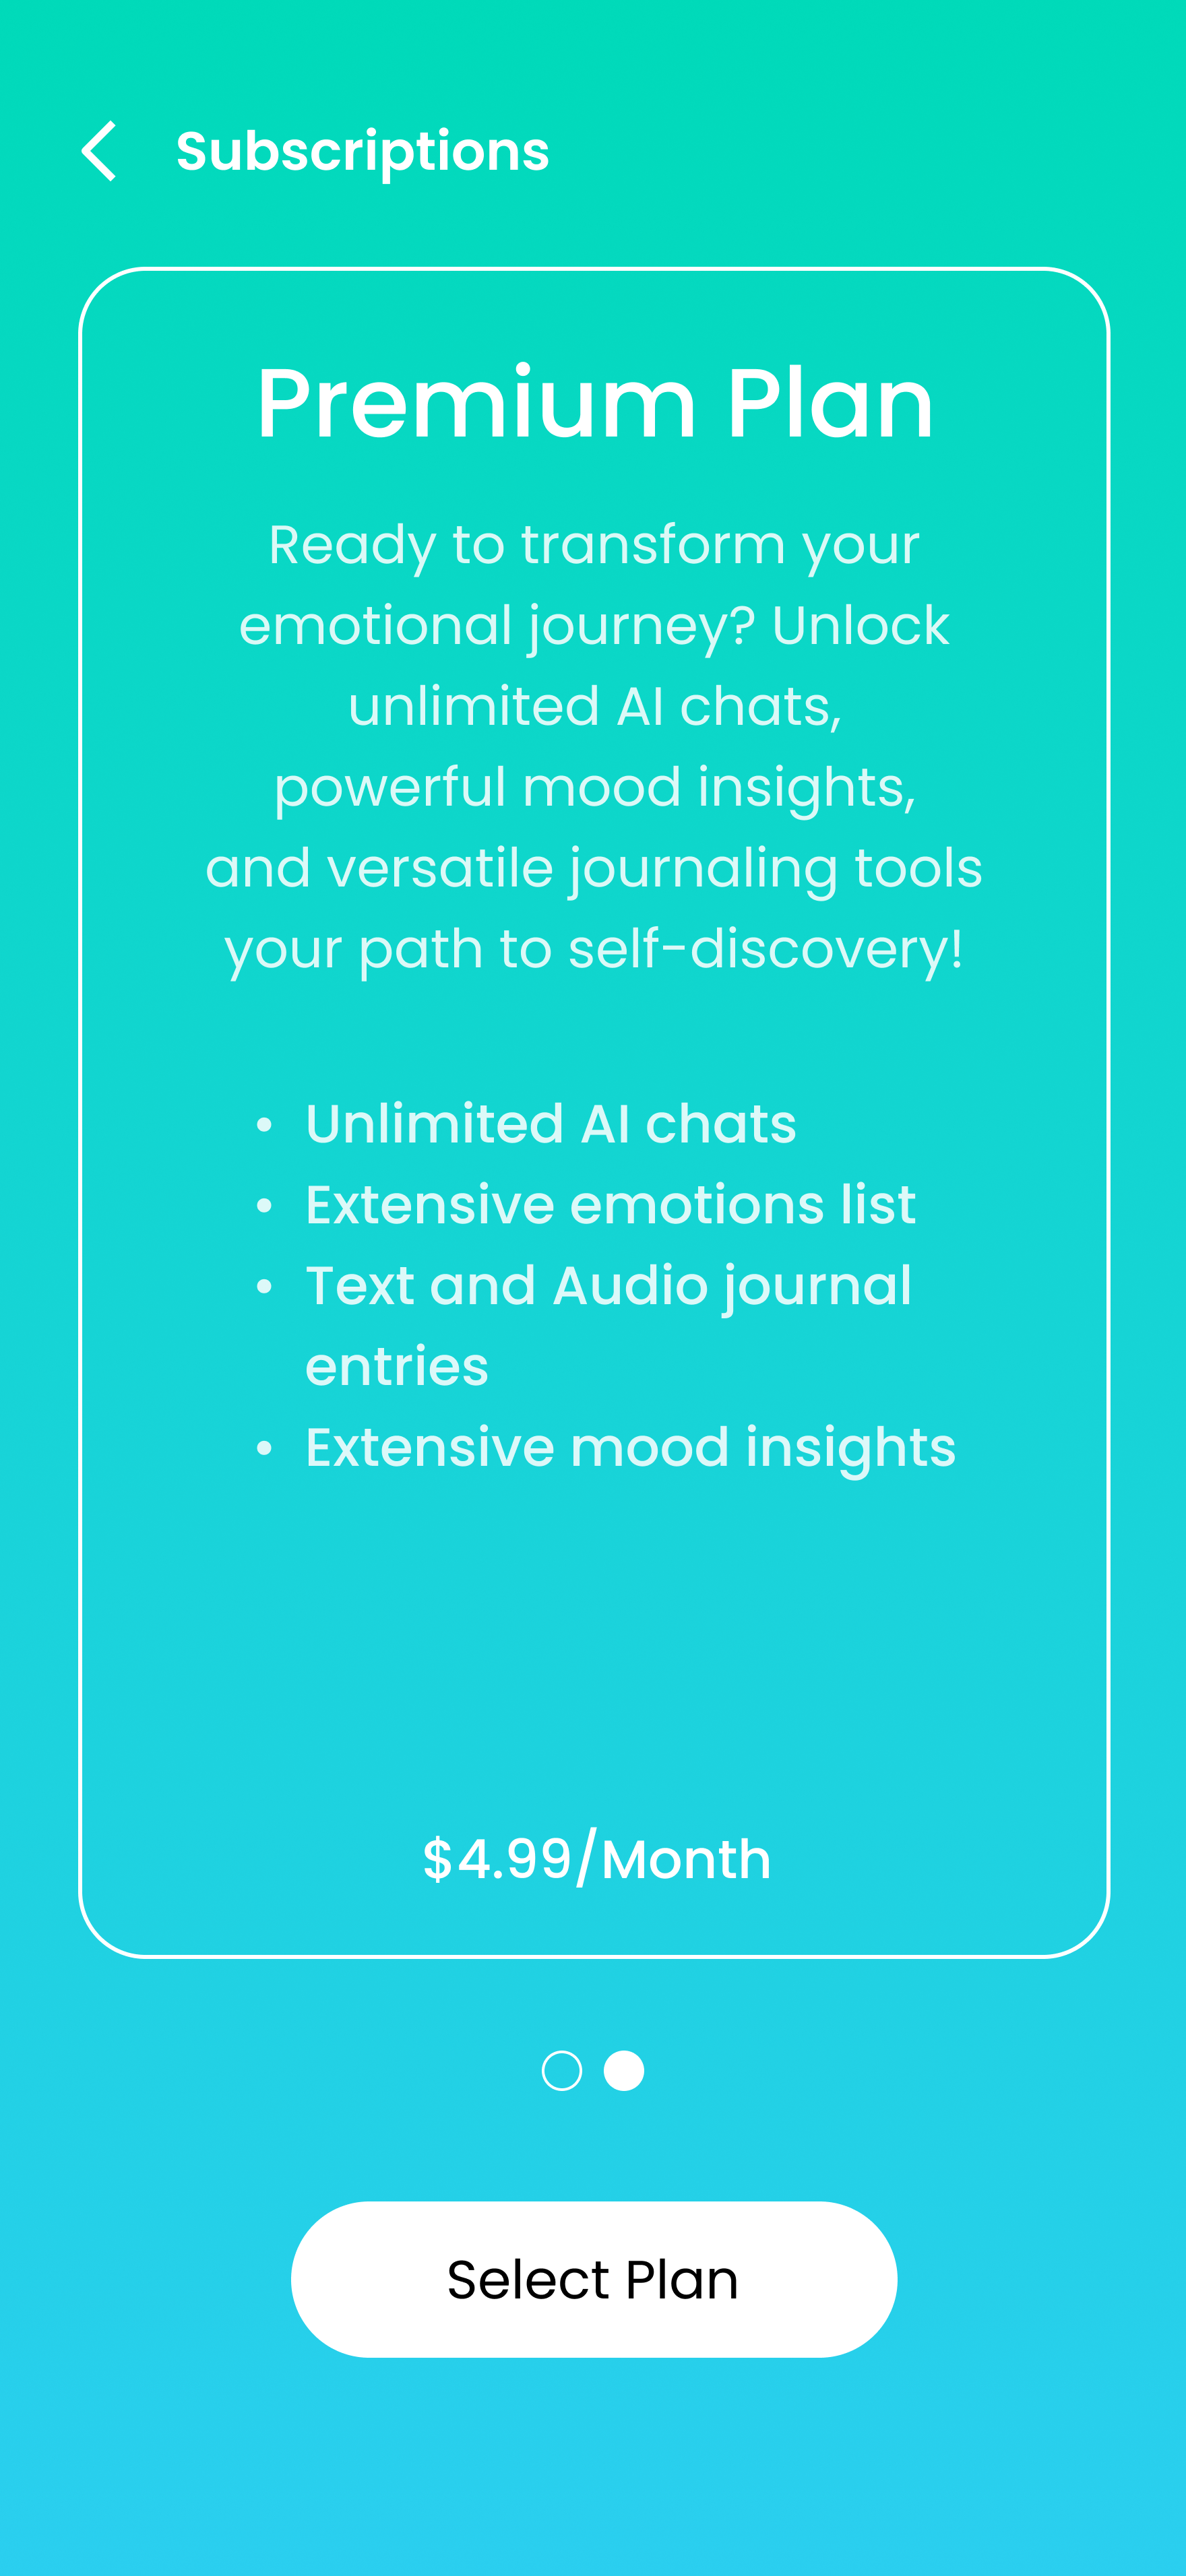 Subscriptions
Premium Plan
Ready to transform your
emotional journey? Unlock
unlimited AI chats,
powerful mood insights,
and versatile journaling tools
your path to self-discovery!
• Unlimited AI chats
• Extensive emotions list
• Text and Audio journal
entries
• Extensive mood insights
$4.99/Month
Select Plan